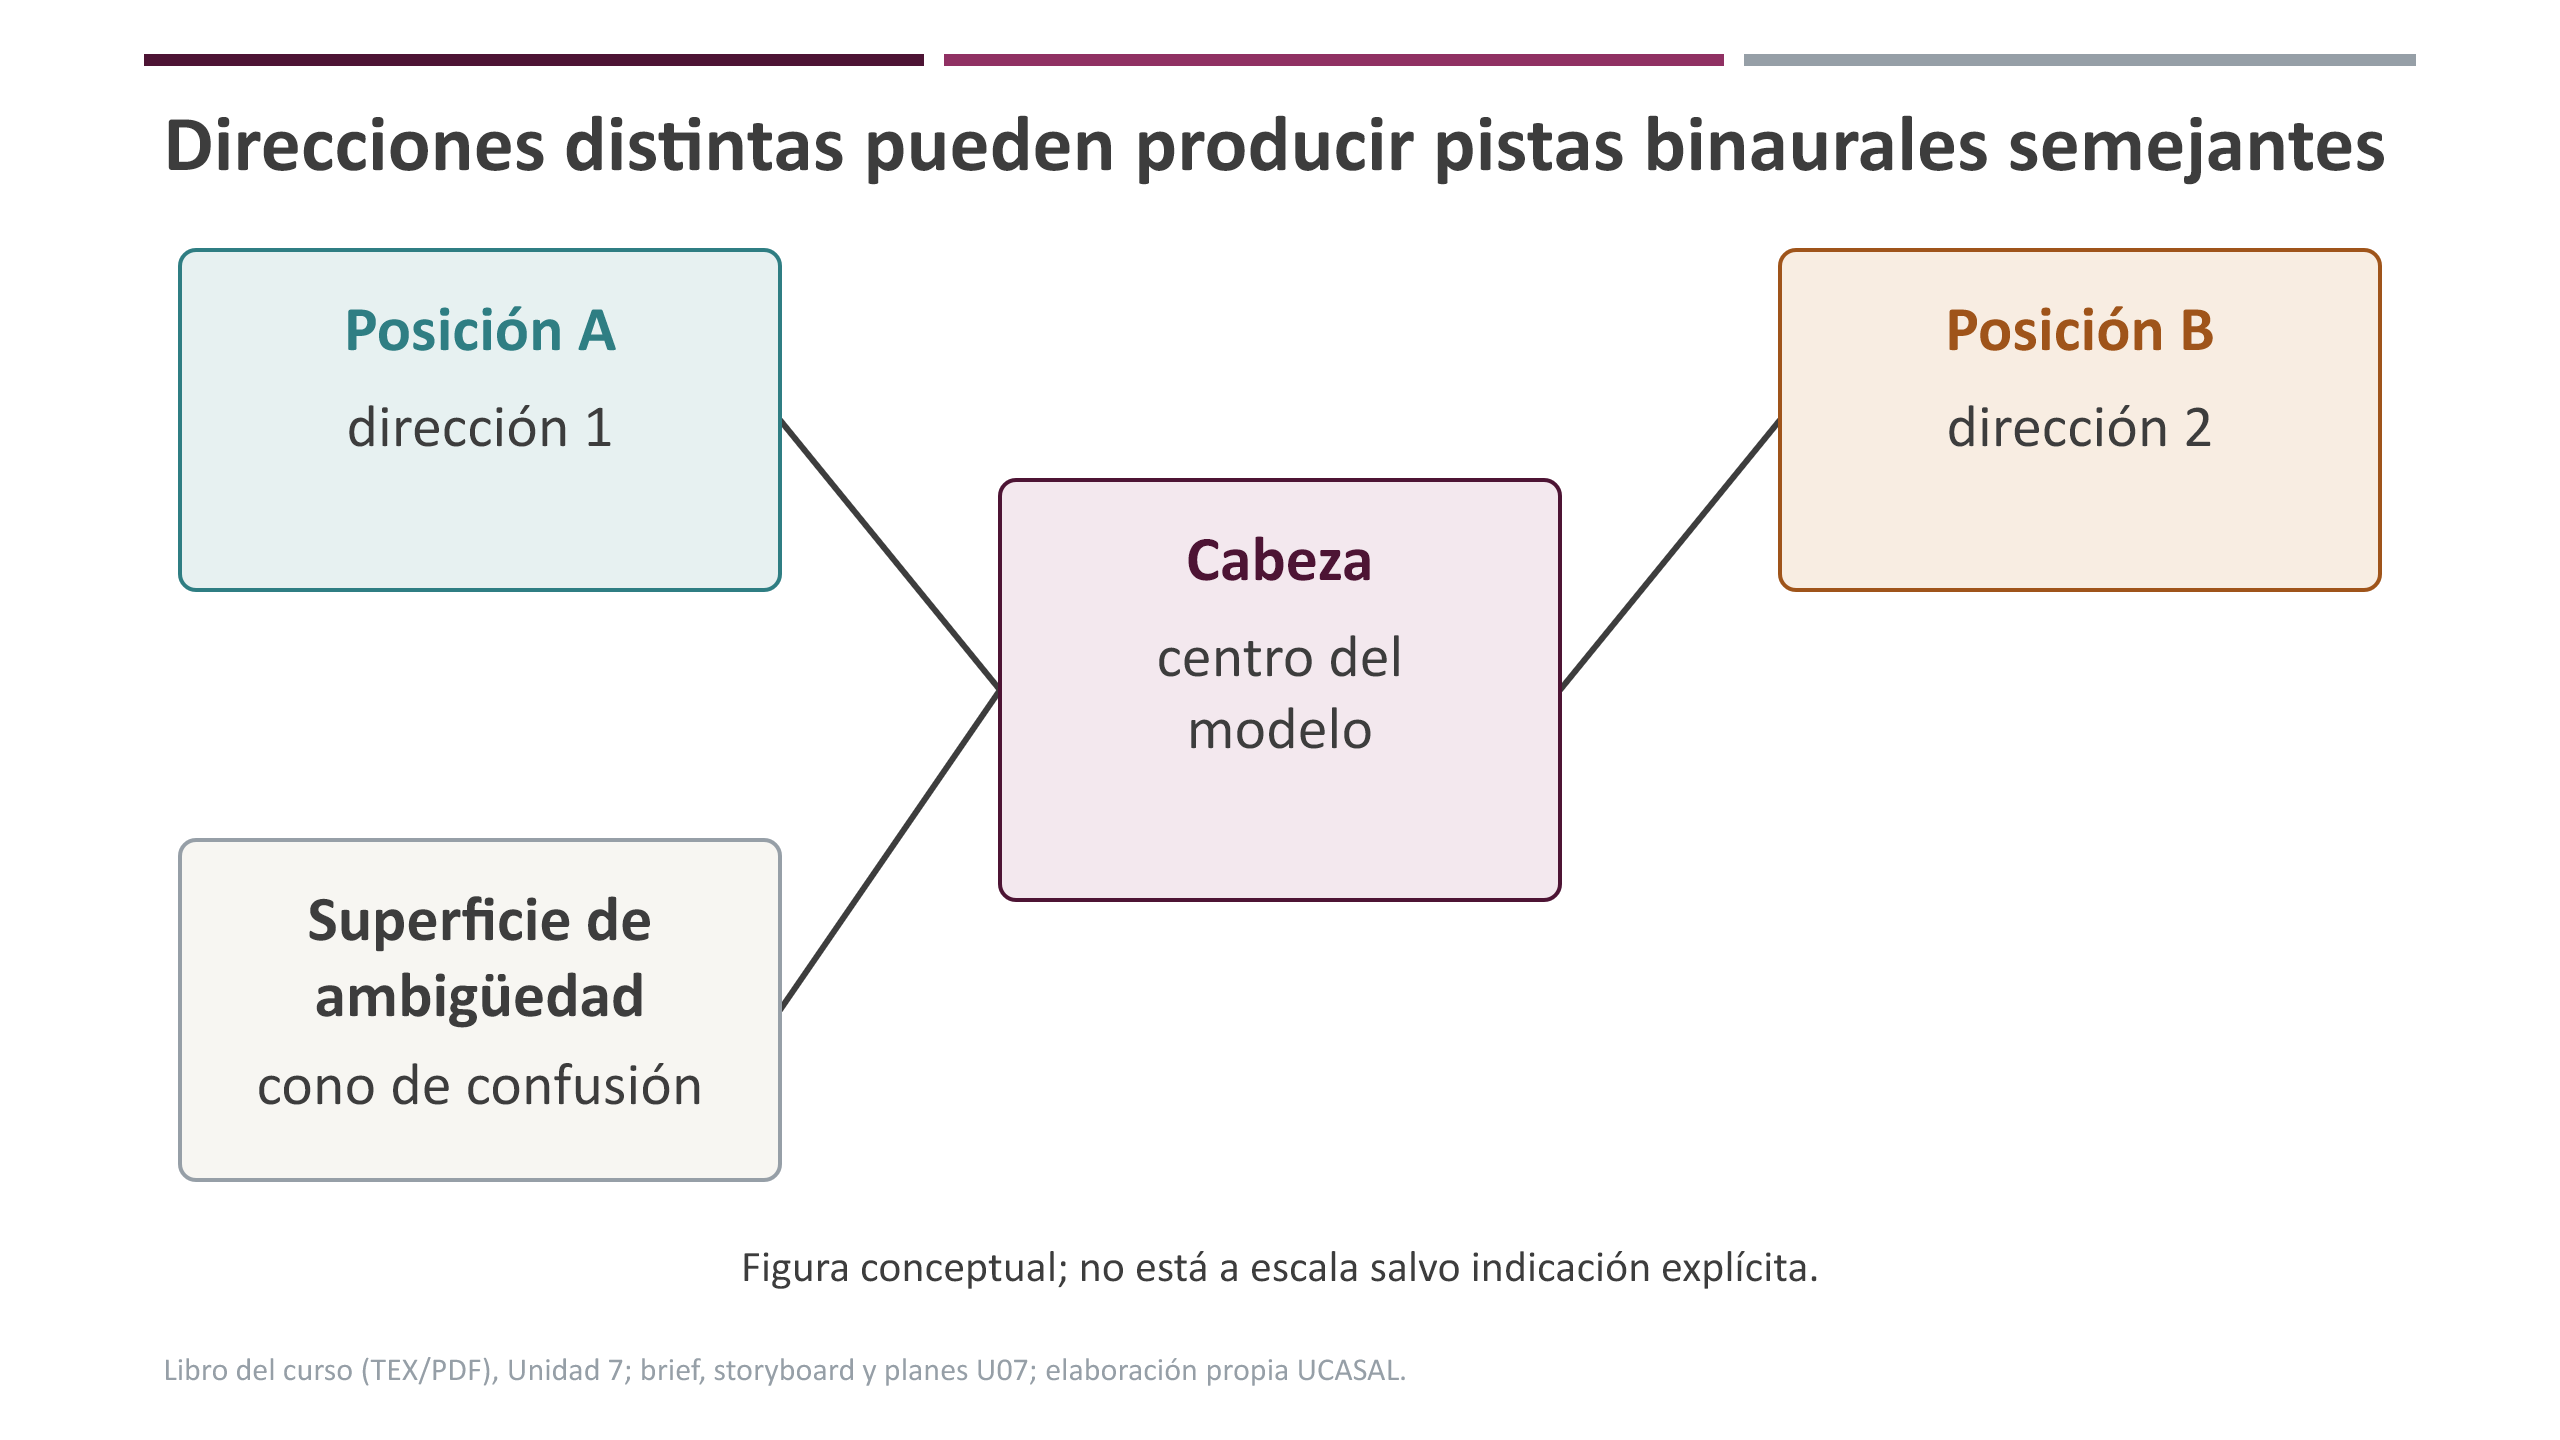 Direcciones distintas pueden producir pistas binaurales semejantes
Posición A
dirección 1
Posición B
dirección 2
Cabeza
centro del
modelo
Superficie de
ambigüedad
cono de confusión
Figura conceptual; no está a escala salvo indicación explícita.
Libro del curso (TEX/PDF), Unidad 7; brief, storyboard y planes U07; elaboración propia UCASAL.